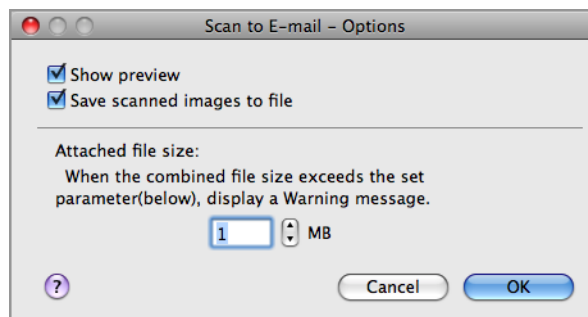 Scan to E-mail – Options
Show preview
Save scanned images to file
Attached file size:
When the combined file size exceeds the set
parameter(below), display a Warning message.
1 MB
? Cancel OK